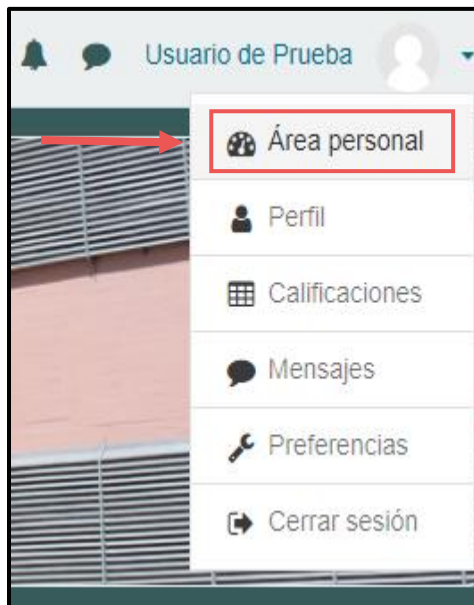 Usuario de Prueba
Área personal
Perfil
Calificaciones
Mensajes
Preferencias
Cerrar sesión